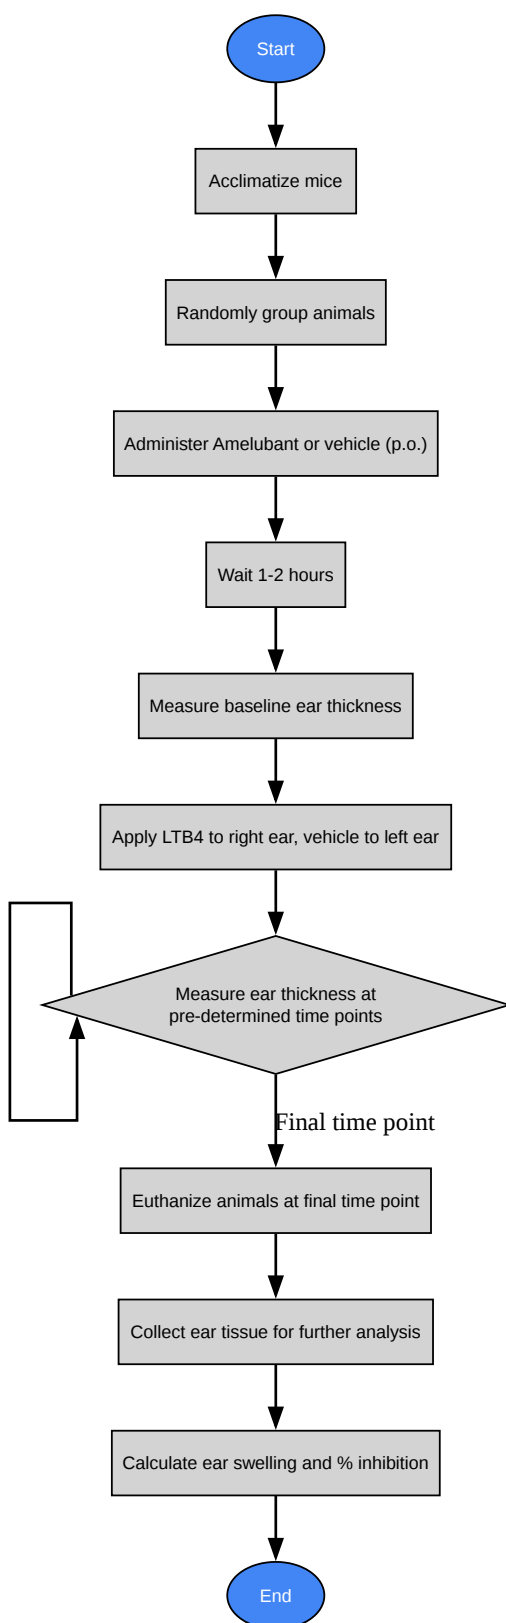 Start
Acclimatize mice
Randomly group animals
Administer Amelubant or vehicle (p.o.)
Wait 1-2 hours
Measure baseline ear thickness
Apply LTB4 to right ear, vehicle to left ear
Measure ear thickness at
pre-determined time points
Final time point
Euthanize animals at final time point
Collect ear tissue for further analysis
Calculate ear swelling and % inhibition
End